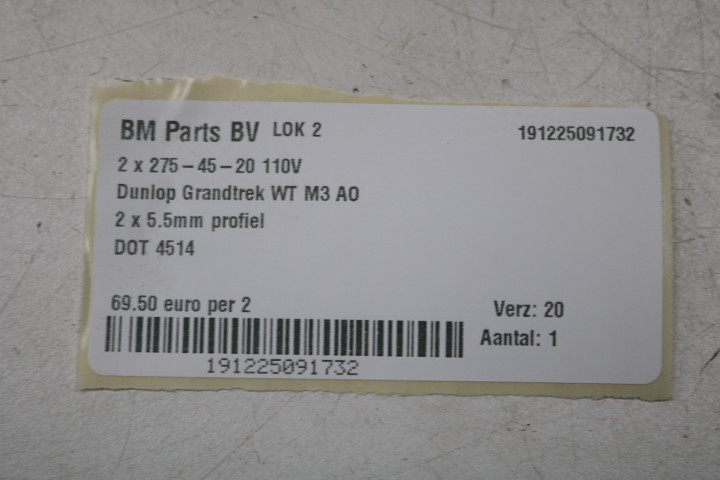 BM Parts BV LOK 2 191225091732
2 x 275-45-20 110V
Dunlop Grandtrek WT M3 AO
2 x 5.5mm profiel
DOT 4514
69.50 euro per 2 Verz: 20
Aantal: 1
191225091732